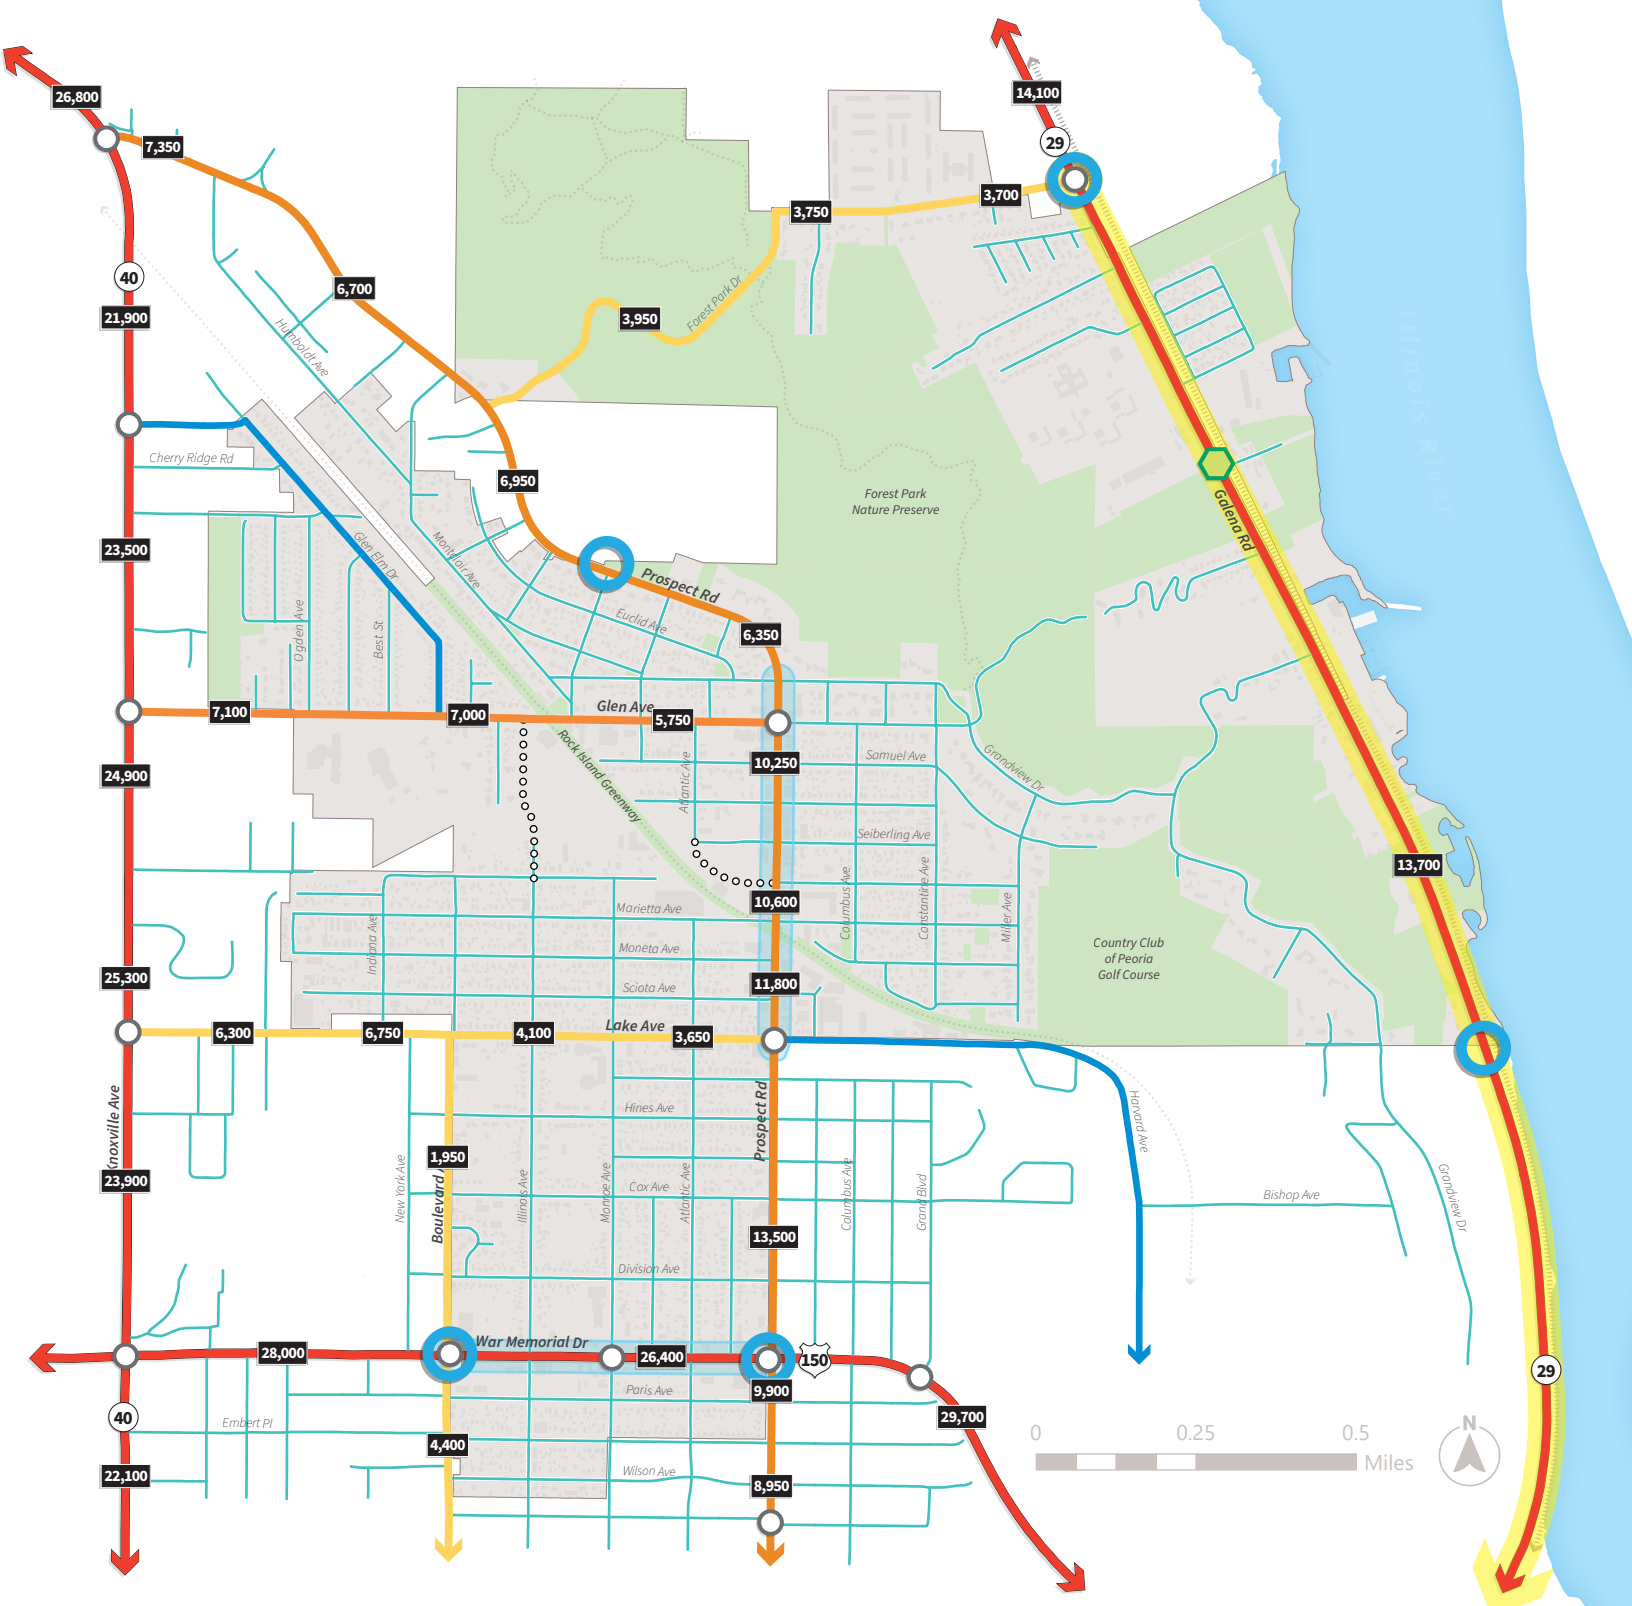 26,800
14,100
29
7,350
3,700
3,750
40
21,900
6,700
3,950
Forest Park Dr
Illinois River
Humboldt Ave
Cherry Ridge Rd
6,950
Forest Park
Nature Preserve
Galena Rd
23,500
Glen Elm Dr
Montclair Ave
Prospect Rd
Euclid Ave
Ogden Ave
Best St
6,350
7,100
7,000
Glen Ave
5,750
10,250
Samuel Ave
Grandview Dr
24,900
Rock Island Greenway
Atlantic Ave
Seiberling Ave
13,700
10,600
Columbus Ave
Constantine Ave
Miller Ave
Marietta Ave
Indiana Ave
Moneta Ave
Country Club
of Peoria
Golf Course
25,300
Sciota Ave
11,800
6,300
6,750
4,100
Lake Ave
3,650
Knoxville Ave
Hines Ave
Prospect Rd
Harvard Ave
1,950
23,900
New York Ave
Boulevard
Illinois Ave
Monroe Ave
Cox Ave
Atlantic Ave
Columbus Ave
Grand Blvd
Bishop Ave
Grandview Dr
13,500
Division Ave
War Memorial Dr
28,000
26,400
150
29
9,900
Paris Ave
40
Embert Pl
29,700
4,400
0 0.25 0.5
Miles
N
22,100
Wilson Ave
8,950